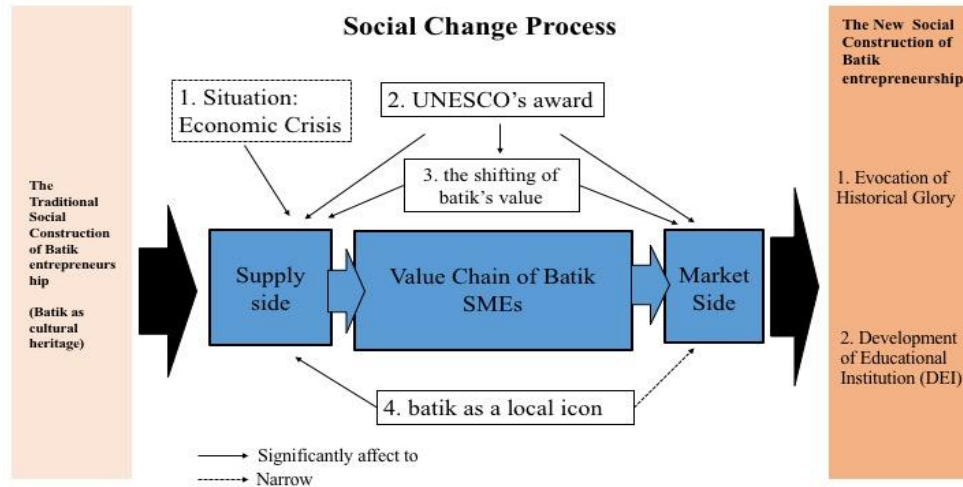 Social Change Process
The
Traditional
Social
Construction
of Batik
entrepreneurs
hip
(Batik as
cultural
heritage)
1. Situation:
Economic Crisis
2. UNESCO's award
3. the shifting of
batik's value
Supply
side
Value Chain of Batik
SMEs
Market
Side
4. batik as a local icon
Significantly affect to
Narrow
The New Social
Construction of
Batik
entrepreneurship
1. Evocation of
Historical Glory
2. Development
of Educational
Institution (DEI)